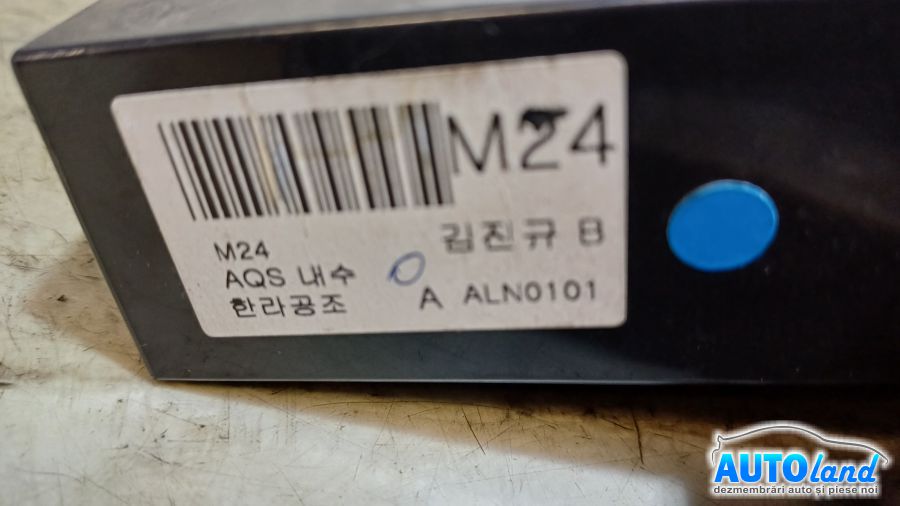 M24
김진규 B
M24
AQS 내수
한라공조
A ALN0101
AUTOland
dezmembrări auto și piese noi